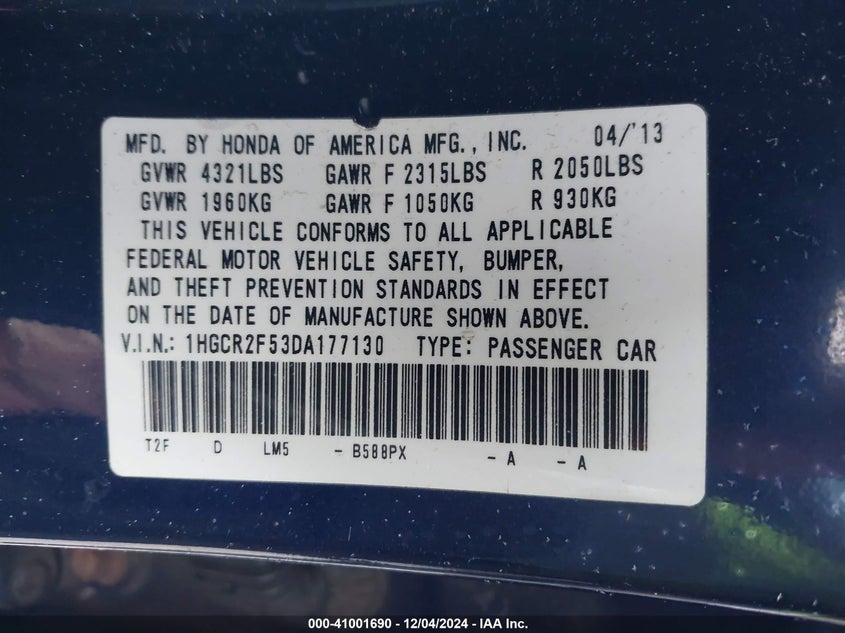 MFD. BY HONDA OF AMERICA MFG., INC. 04/'13
GVWR 4321LBS GAWR F 2315LBS R 2050LBS
GVWR 1960KG GAWR F 1050KG R 930KG
THIS VEHICLE CONFORMS TO ALL APPLICABLE
FEDERAL MOTOR VEHICLE SAFETY, BUMPER,
AND THEFT PREVENTION STANDARDS IN EFFECT
ON THE DATE OF MANUFACTURE SHOWN ABOVE.
V.I.N.: 1HGCR2F53DA177130 TYPE: PASSENGER CAR
T2F D LM5 - B588PX - A - A
000-41001690 - 12/04/2024 - IAA Inc.